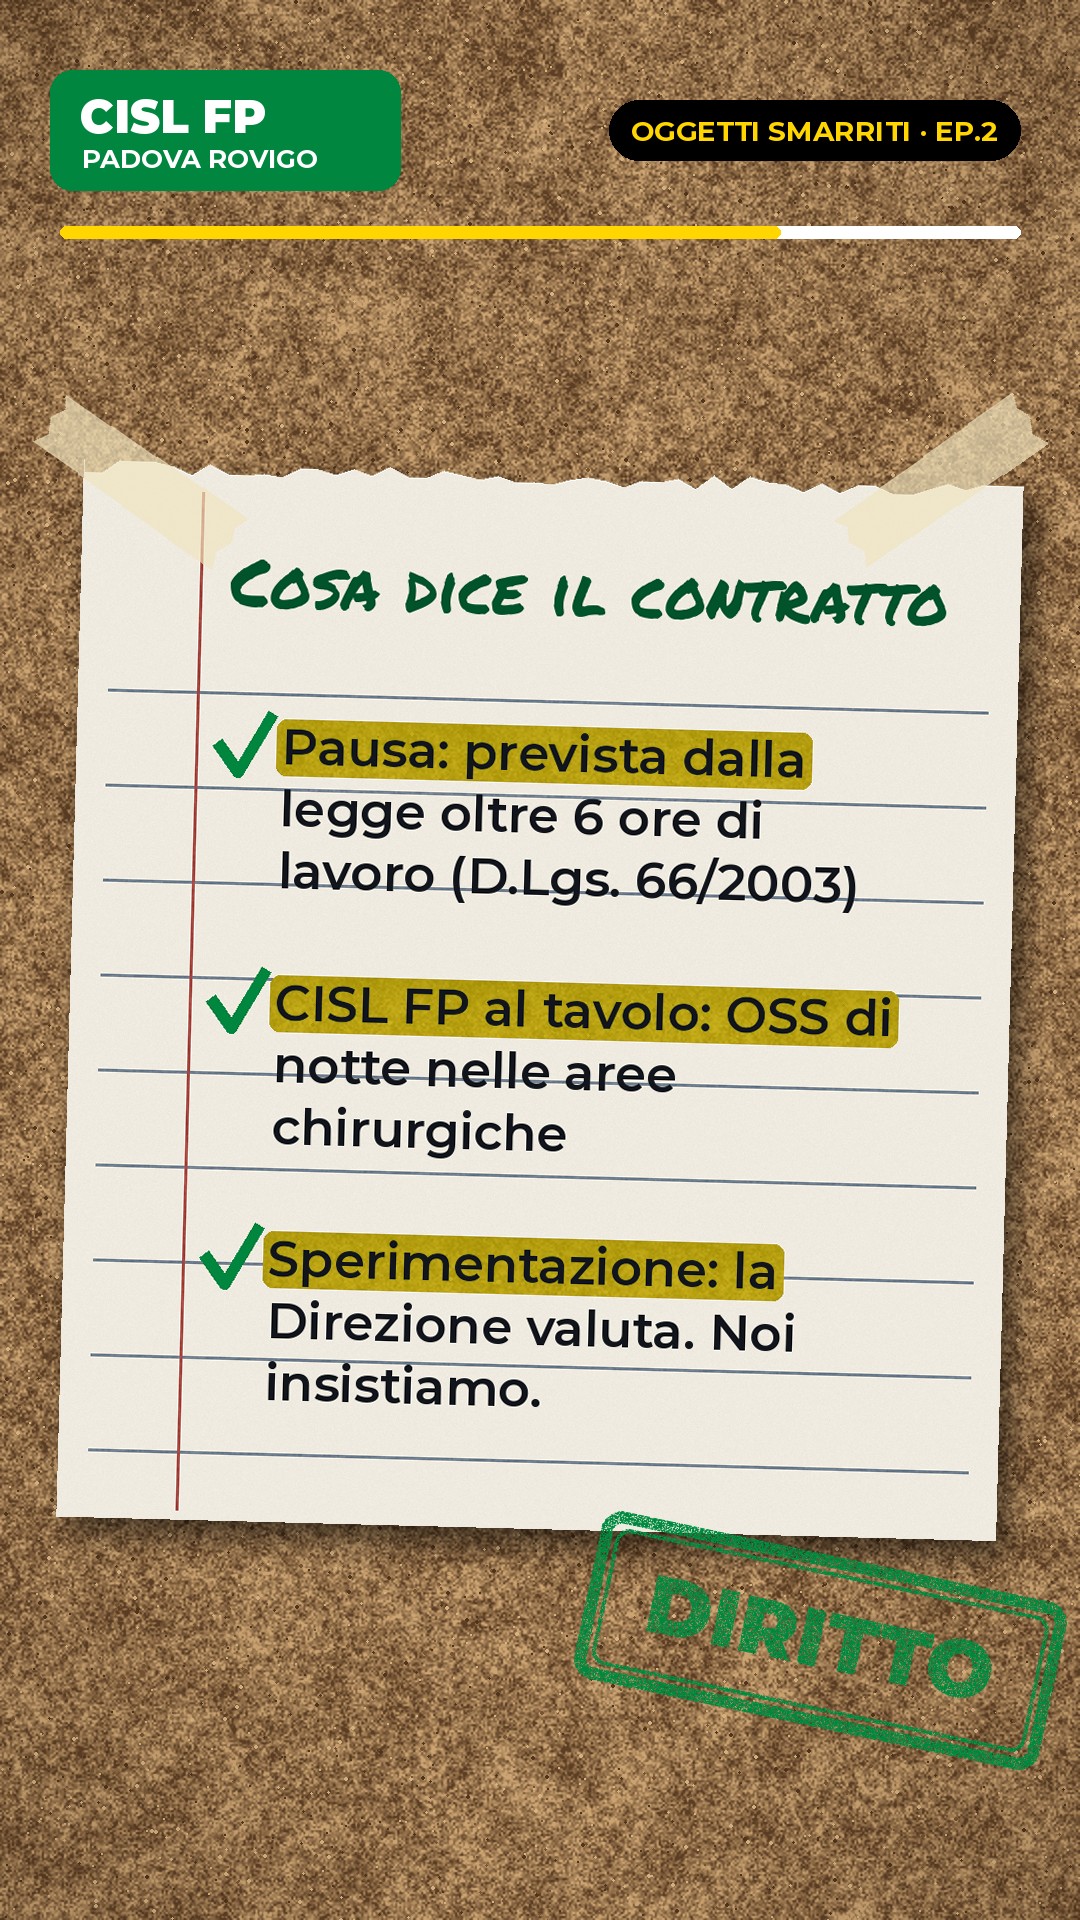 CISL FP
PADOVA ROVIGO
OGGETTI SMARRITI · EP.2
COSA DICE IL CONTRATTO
Pausa: prevista dalla
legge oltre 6 ore di
lavoro (D.Lgs. 66/2003)
CISL FP al tavolo: OSS di
notte nelle aree
chirurgiche
Sperimentazione: la
Direzione valuta. Noi
insistiamo.
DIRITTO